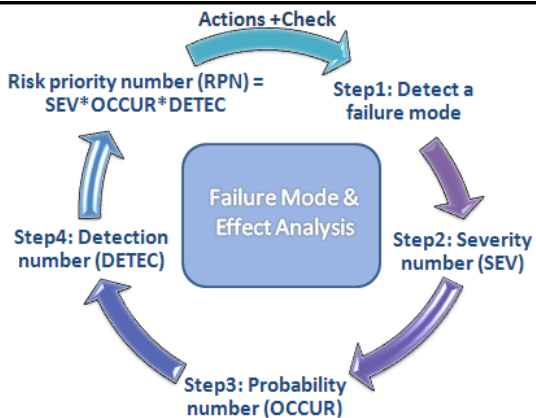 Actions +Check
Step1: Detect a
failure mode
Step2: Severity
number (SEV)
Step3: Probability
number (OCCUR)
Step4: Detection
number (DETEC)
Risk priority number (RPN) =
SEV*OCCUR*DETEC
Failure Mode &
Effect Analysis